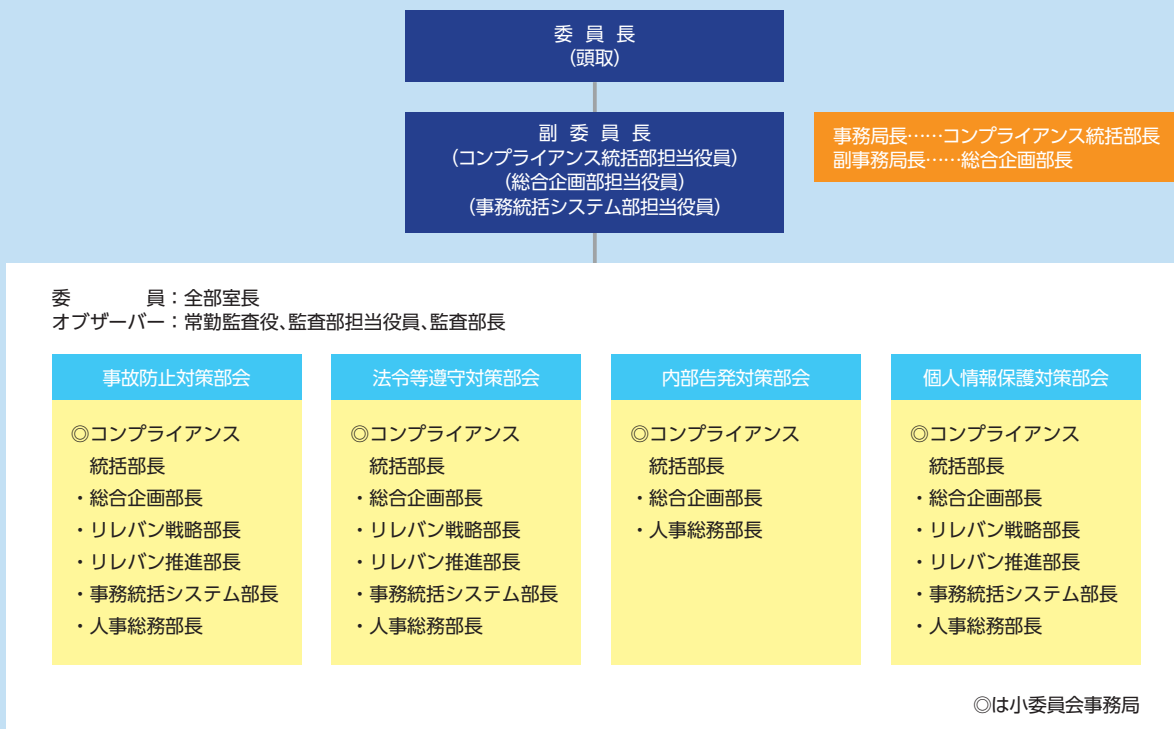 委 員 長
(頭取)
副 委 員 長
(コンプライアンス統括部担当役員)
(総合企画部担当役員)
(事務統括システム部担当役員)
事務局長……コンプライアンス統括部長
副事務局長……総合企画部長
委　　　　員：全部室長
オブザーバー：常勤監査役、監査部担当役員、監査部長
事故防止対策部会
◎コンプライアンス
統括部長
・総合企画部長
・リレバン戦略部長
・リレバン推進部長
・事務統括システム部長
・人事総務部長
法令等遵守対策部会
◎コンプライアンス
統括部長
・総合企画部長
・リレバン戦略部長
・リレバン推進部長
・事務統括システム部長
・人事総務部長
内部告発対策部会
◎コンプライアンス
統括部長
・総合企画部長
・人事総務部長
個人情報保護対策部会
◎コンプライアンス
統括部長
・総合企画部長
・リレバン戦略部長
・リレバン推進部長
・事務統括システム部長
・人事総務部長
◎は小委員会事務局